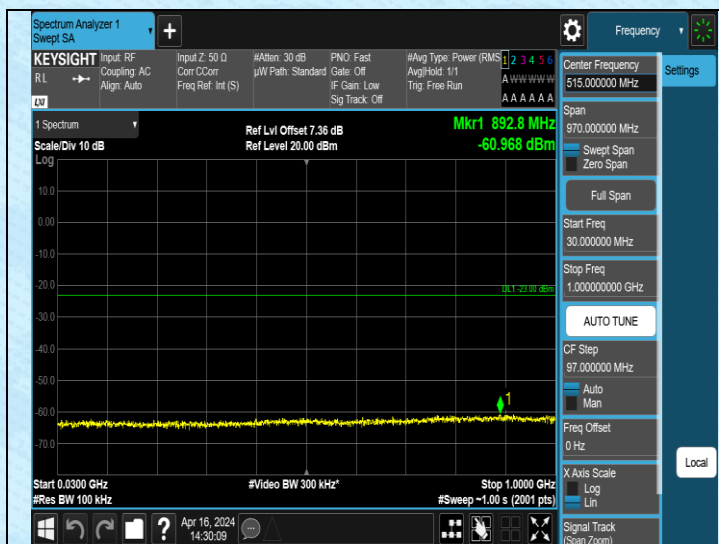 Spectrum Analyzer 1
Swept SA
+
Frequency
KEYSIGHT
RL
LXI
Input: RF
Coupling: AC
Align: Auto
Input Z: 50 Ω
Corr CCorr
Freq Ref: Int (S)
#Atten: 30 dB
µW Path: Standard
PNO: Fast
Gate: Off
IF Gain: Low
Sig Track: Off
#Avg Type: Power (RMS
Avg|Hold: 1/1
Trig: Free Run
1 2 3 4 5 6
A W W W W W
A A A A A A
1 Spectrum
Scale/Div 10 dB
Ref Lvl Offset 7.36 dB
Ref Level 20.00 dBm
Mkr1 892.8 MHz
-60.968 dBm
Log
10.0
0.00
-10.0
-20.0
-30.0
-40.0
-50.0
-60.0
-70.0
DL1 -23.00 dBm
1
Start 0.0300 GHz
#Res BW 100 kHz
#Video BW 300 kHz*
Stop 1.0000 GHz
#Sweep ~1.00 s (2001 pts)
?
Apr 16, 2024
14:30:09
Center Frequency
515.000000 MHz
Span
970.000000 MHz
Swept Span
Zero Span
Full Span
Start Freq
30.000000 MHz
Stop Freq
1.000000000 GHz
AUTO TUNE
CF Step
97.000000 MHz
Auto
Man
Freq Offset
0 Hz
X Axis Scale
Log
Lin
Signal Track
(Span Zoom)
Settings
Local